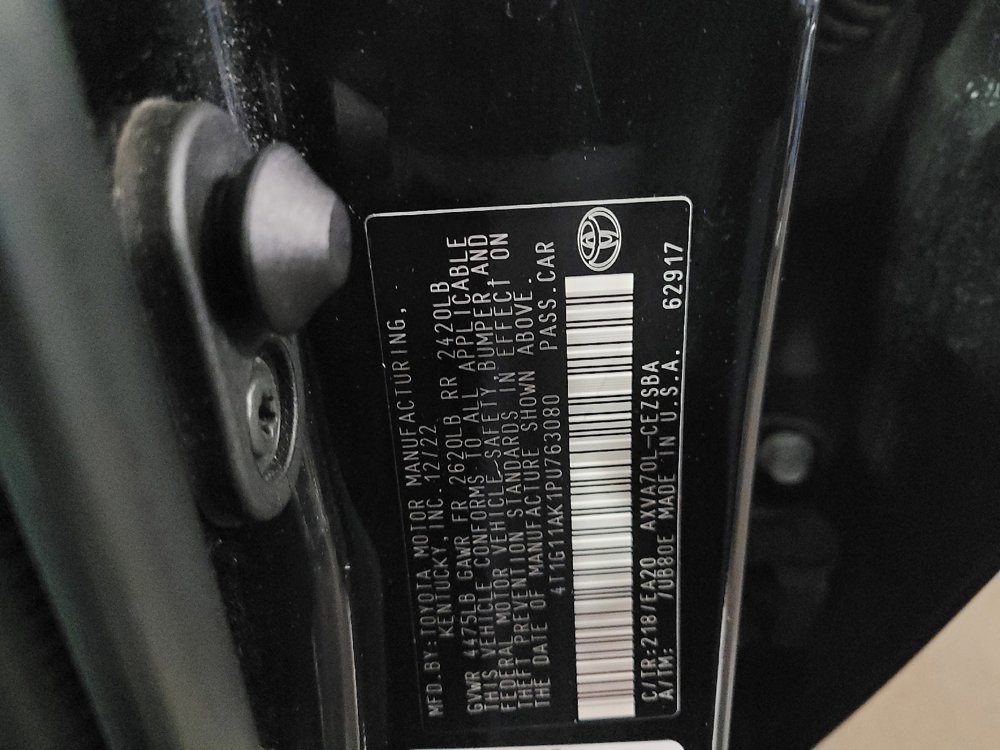 MFD.BY:TOYOTA MOTOR MANUFACTURING,
KENTUCKY,INC.12/22
GVWR 4475LB GAWR FR 2620LB RR 2420LB
THIS VEHICLE CONFORMS TO ALL APPLICABLE
FEDERAL MOTOR VEHICLE SAFETY,BUMPER AND
THEFT PREVENTION STANDARDS IN EFFECT ON
THE DATE OF MANUFACTURE SHOWN ABOVE.
4T1G11AK1PU763080 PASS.CAR
C/TR:218/EA20 AXVA70L-CEZSBA
A/TM: /UB80E MADE IN U.S.A. 62917